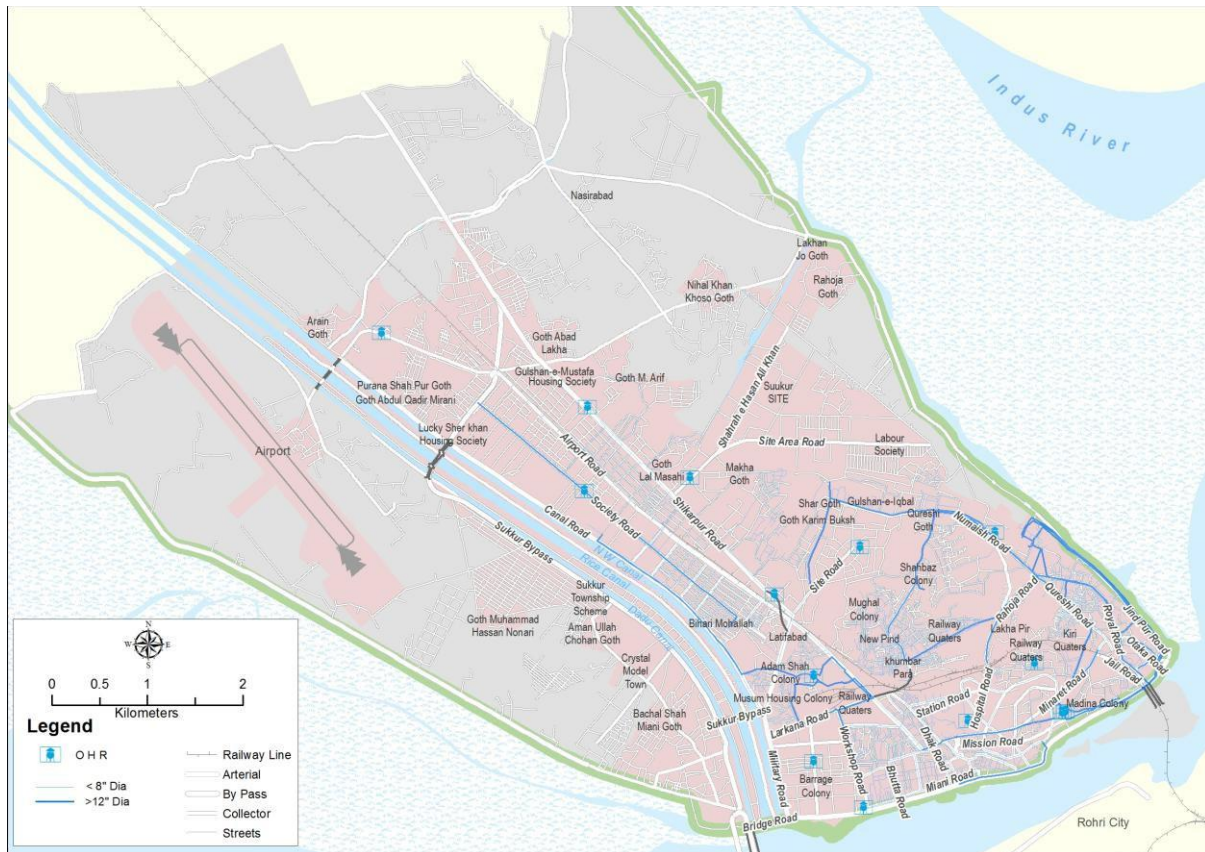 Indus River
Nasirabad
Lakhan
Jo Goth
Rahoja
Goth
Nihal Khan
Khoso Goth
Arain
Goth
Goth Abad
Lakha
Gulshan-e-Mustafa
Housing Society
Goth M. Arif
Purana Shah Pur Goth
Goth Abdul Qadir Mirani
Suukur
SITE
Shahrah e Hasan Ali Khan
Lucky Sher khan
Housing Society
Airport
Airport Road
Site Area Road
Labour
Society
Goth
Lal Masahi
Makha
Goth
Shikarpur Road
Society Road
Canal Road
Sukkur Bypass
N.W Canal
Rice Canal
Dadu Canal
Shar Goth
Gulshan-e-Iqbal
Goth Karim Buksh
Qureshi
Goth
Numaish Road
Site Road
Shahbaz
Colony
Sukkur
Township
Scheme
Goth Muhammad
Hassan Nonari
Aman Ullah
Chohan Goth
Bihari Mohallah
Latifabad
Mughal
Colony
New Pind
Railway
Quaters
Rahoja Road
Qureshi Road
Royal Road
Jind Pur Road
Otaka Road
Jail Road
Lakha Pir
Railway
Quaters
Kiri
Quaters
khumbar
Para
Crystal
Model
Town
Adam Shah
Colony
Musum Housing Colony
Railway
Quaters
Station Road
Hospital Road
Minaret Road
Madina Colony
Bachal Shah
Miani Goth
Sukkur Bypass
Larkana Road
Workshop Road
Dhak Road
Mission Road
Military Road
Barrage
Colony
Bhutta Road
Miani Road
Bridge Road
Rohri City
N
W E
S
0 0.5 1 2
Kilometers
Legend
O H R
< 8" Dia
>12" Dia
Railway Line
Arterial
By Pass
Collector
Streets